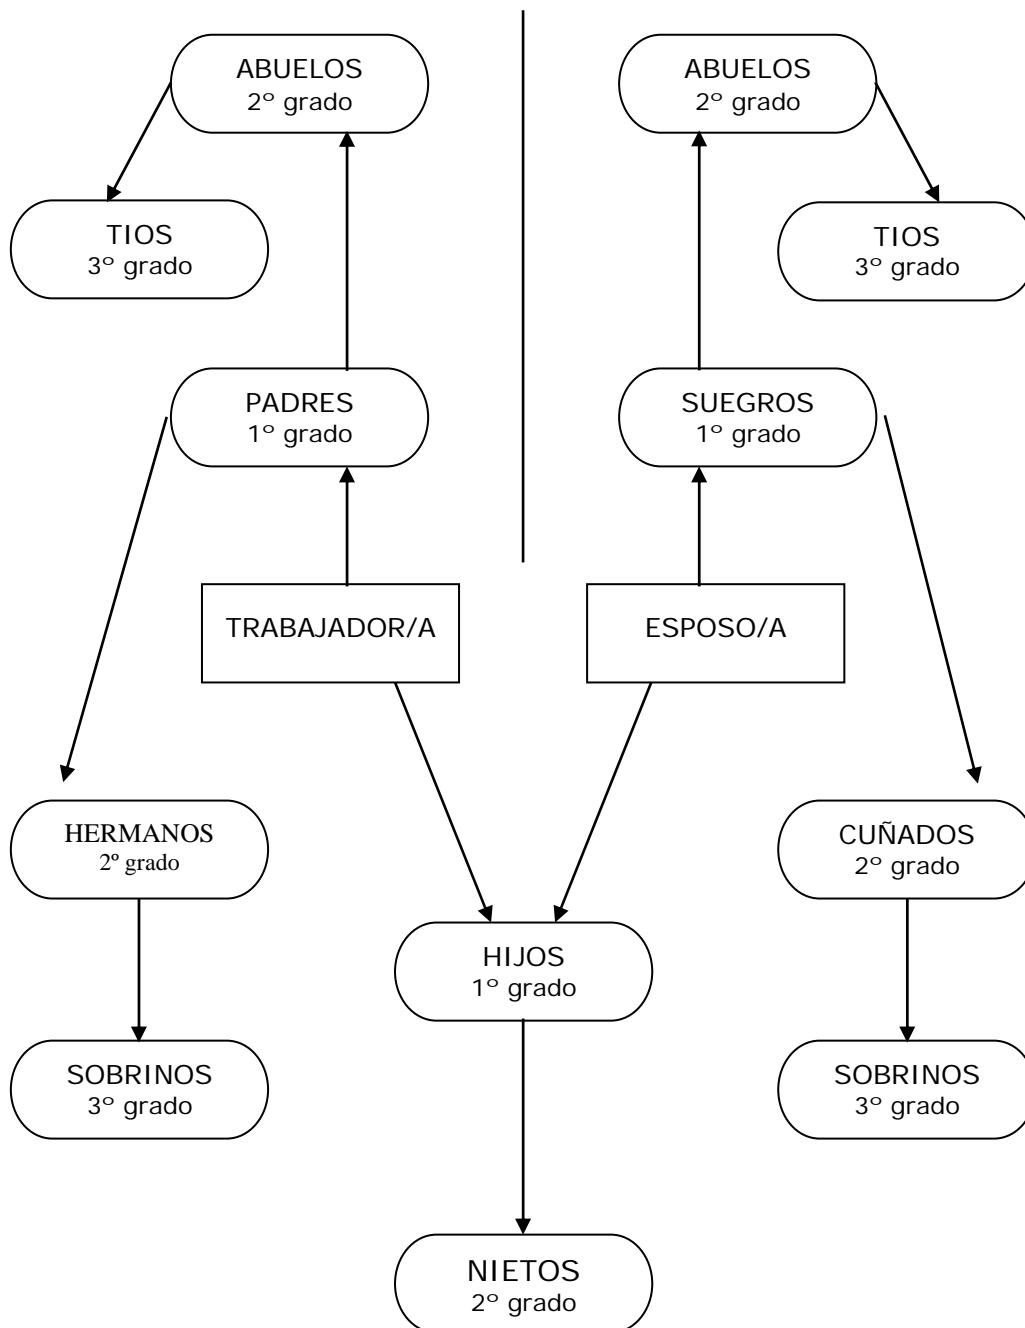 ABUELOS
2º grado
ABUELOS
2º grado
TIOS
3º grado
TIOS
3º grado
PADRES
1º grado
SUEGROS
1º grado
TRABAJADOR/A
ESPOSO/A
HERMANOS
2º grado
CUÑADOS
2º grado
HIJOS
1º grado
SOBRINOS
3º grado
SOBRINOS
3º grado
NIETOS
2º grado